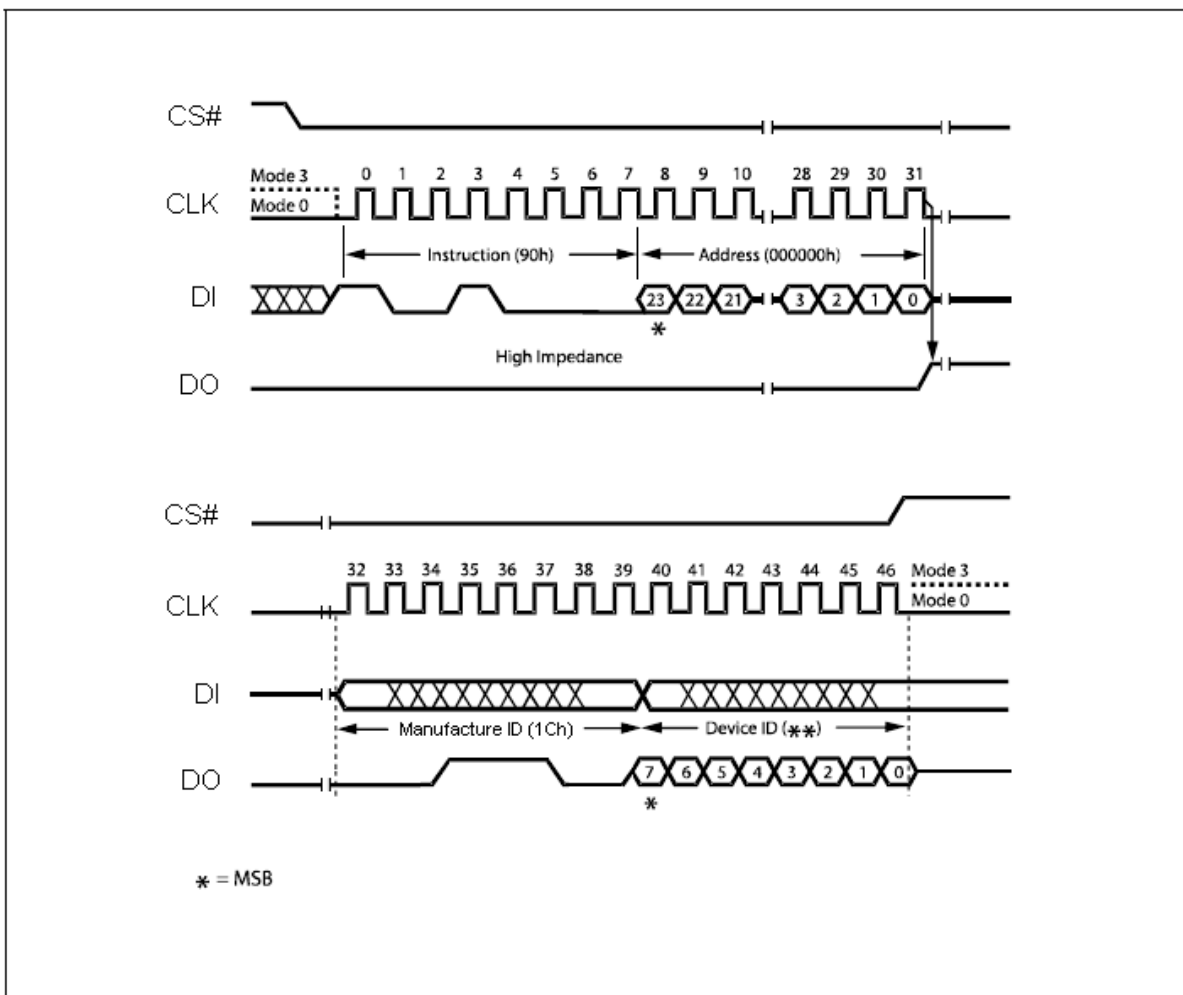 CS#
Mode 3
Mode 0
CLK
0 1 2 3 4 5 6 7 8 9 10 28 29 30 31
Instruction (90h)
Address (000000h)
DI
23 22 21 3 2 1 0
*
High Impedance
DO
CS#
32 33 34 35 36 37 38 39 40 41 42 43 44 45 46
Mode 3
Mode 0
CLK
DI
Manufacture ID (1Ch)
Device ID (**)
DO
7 6 5 4 3 2 1 0
*
* = MSB